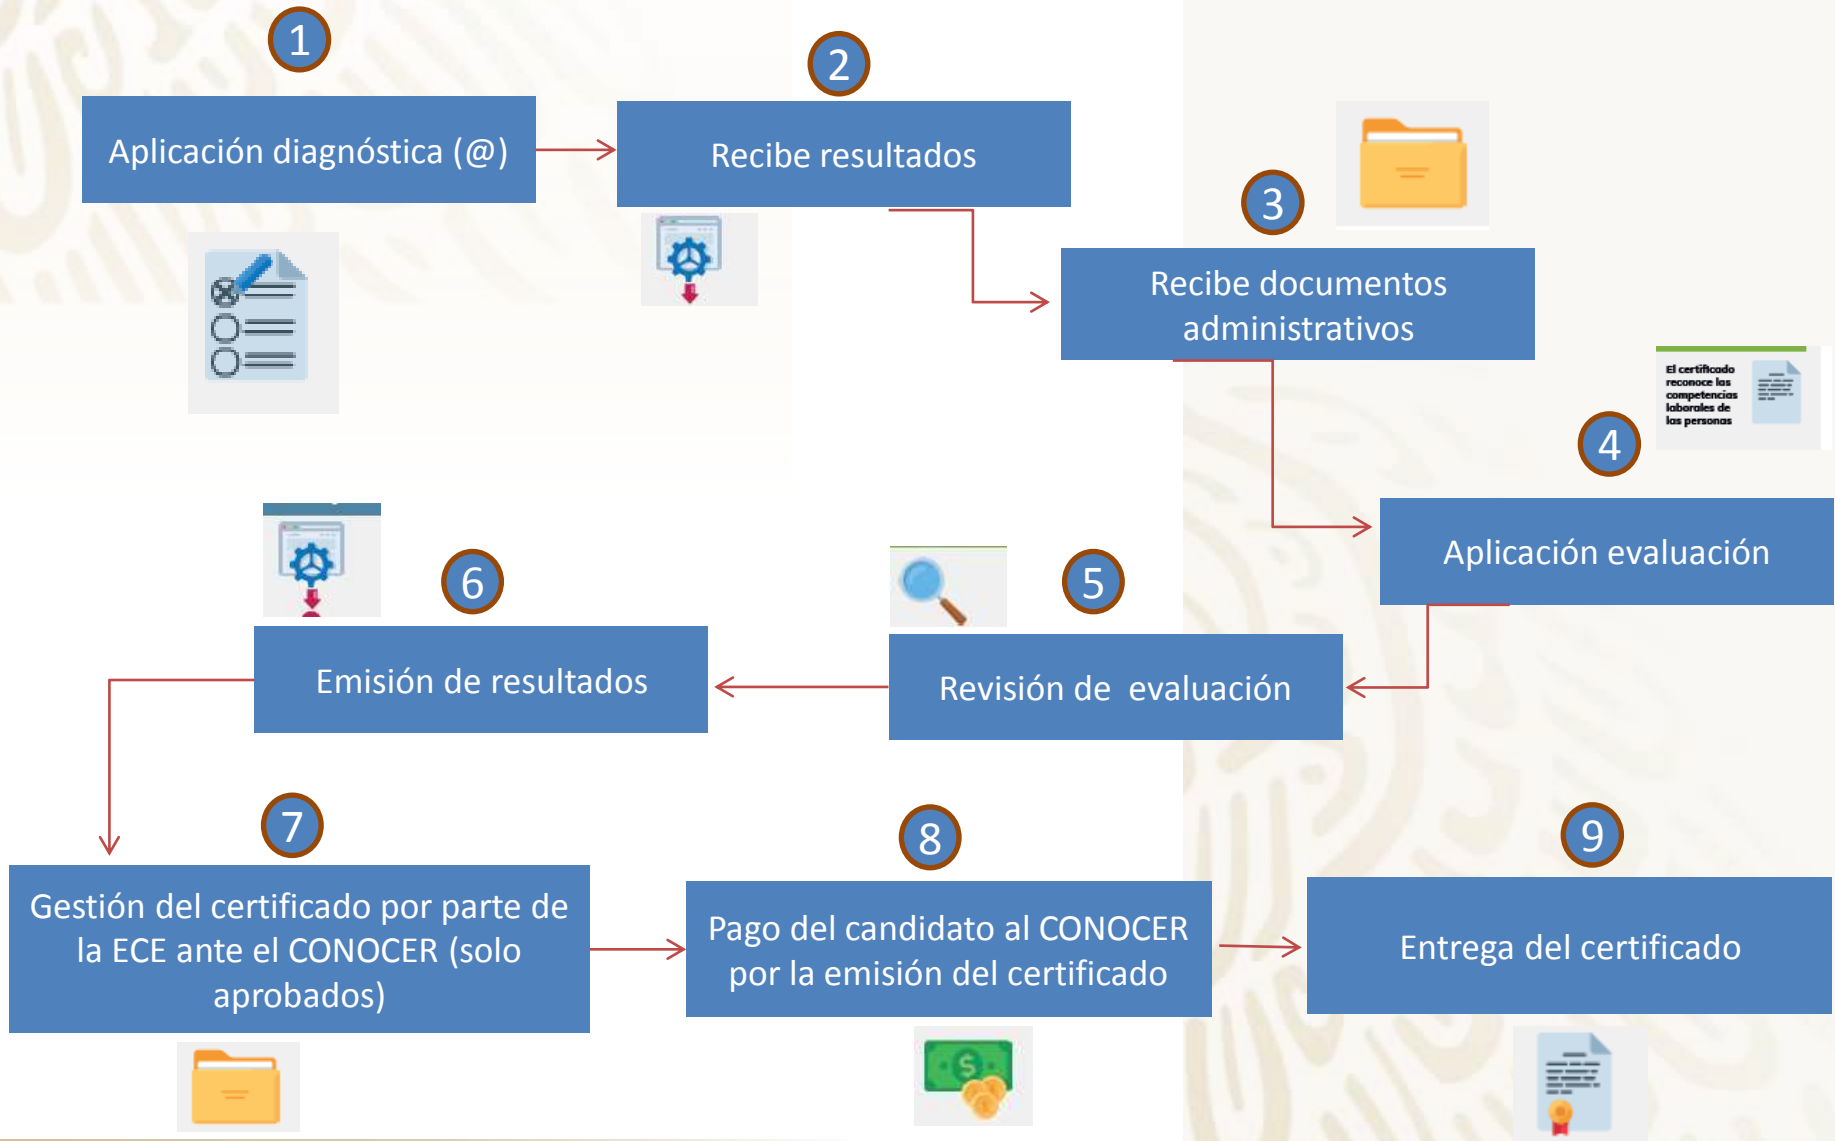 1
Aplicación diagnóstica (@)
2
Recibe resultados
3
Recibe documentos
administrativos
El certificado
reconoce las
competencias
laborales de
las personas
4
Aplicación evaluación
5
Revisión de  evaluación
6
Emisión de resultados
7
Gestión del certificado por parte de
la ECE ante el CONOCER (solo
aprobados)
8
Pago del candidato al CONOCER
por la emisión del certificado
9
Entrega del certificado